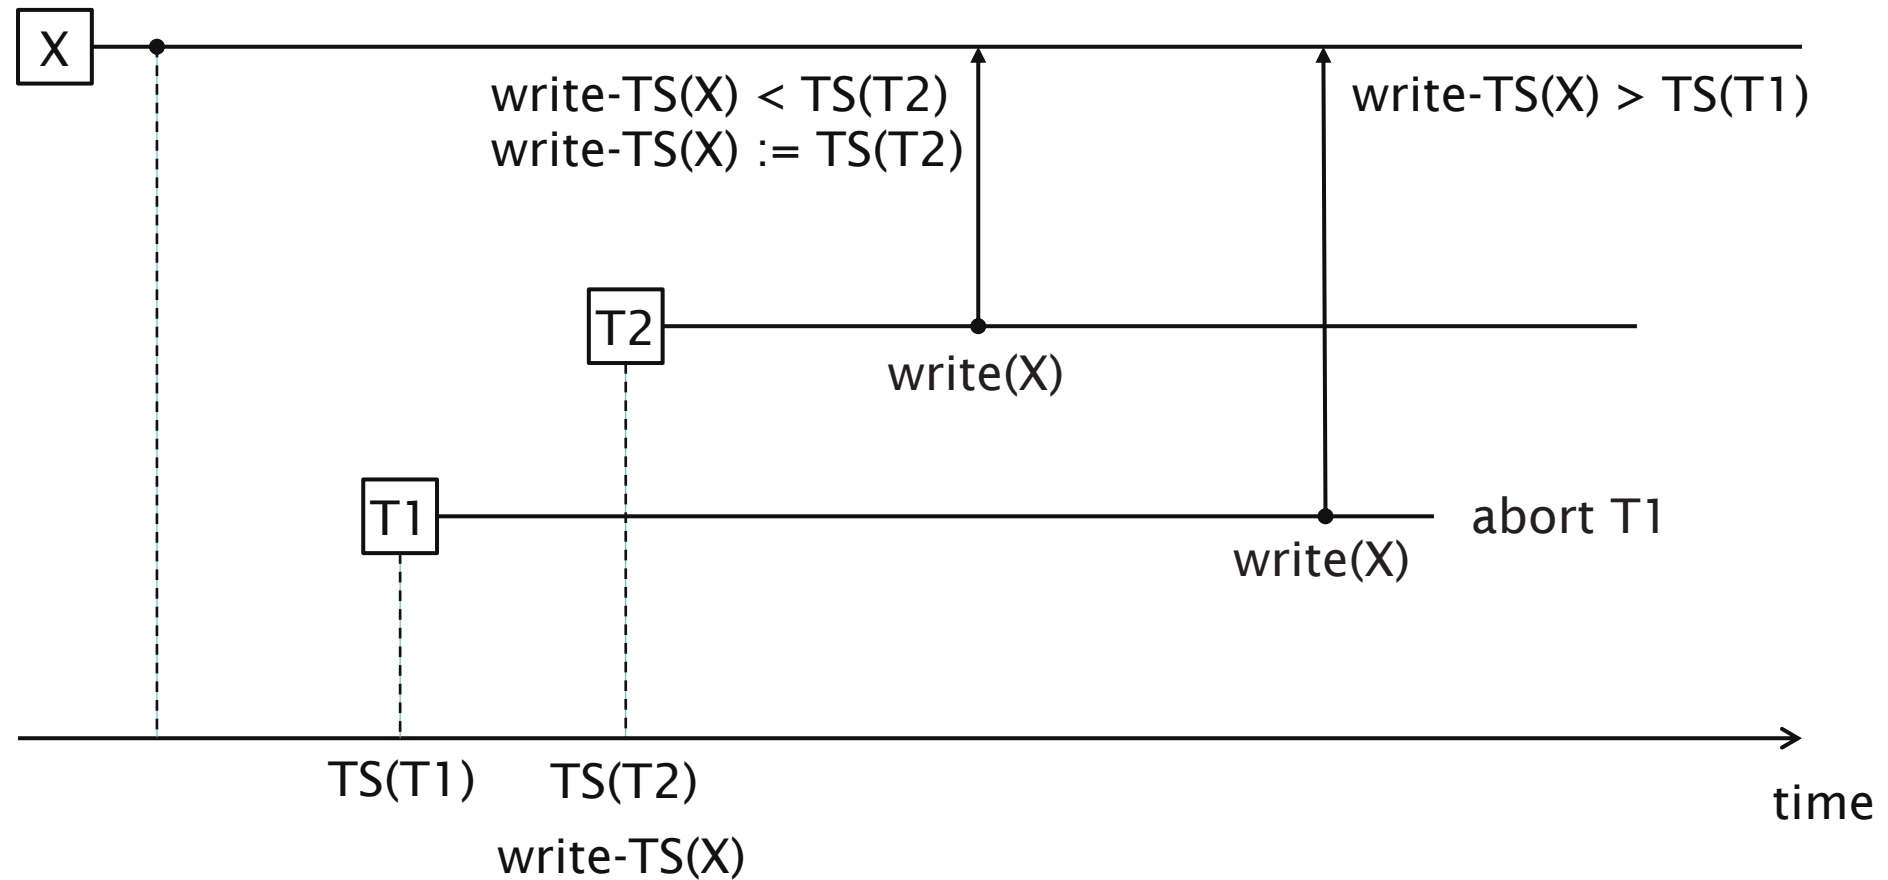 X
write-TS(X) < TS(T2)
write-TS(X) := TS(T2)
write-TS(X) > TS(T1)
T2
write(X)
T1
abort T1
write(X)
TS(T1)
TS(T2)
time
write-TS(X)